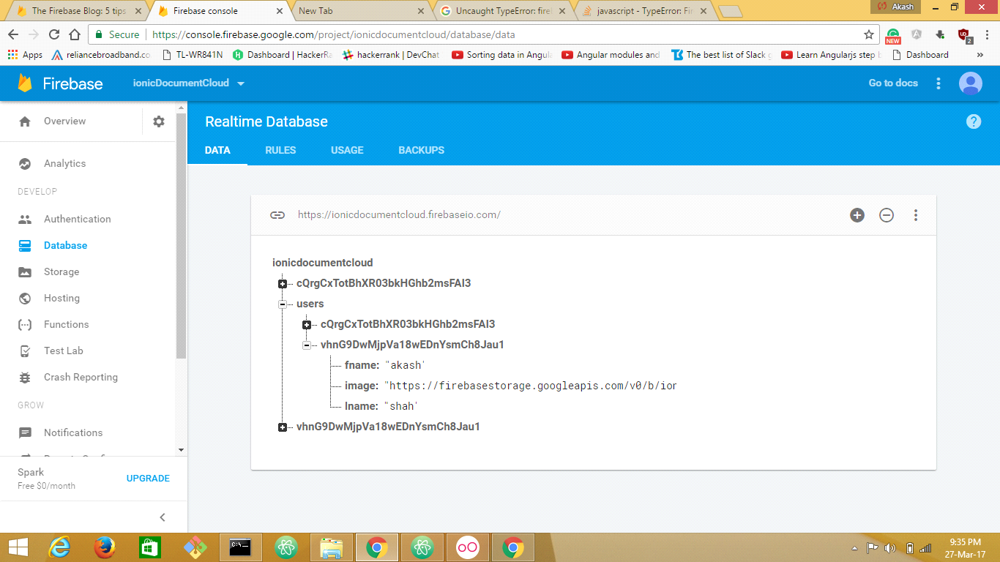 The Firebase Blog: 5 tips
Firebase console
New Tab
Uncaught TypeError: fireb
javascript - TypeError: Fir
Akash
Secure
https://console.firebase.google.com/project/ionicdocumentcloud/database/data
NEW
2
Apps
reliancebroadband.co
TL-WR841N
Dashboard | HackerRa
hackerrank | DevChat
Sorting data in Angula
Angular modules and
The best list of Slack g
Learn Angularjs step b
Dashboard
»
Firebase
ionicDocumentCloud
Go to docs
Overview
Realtime Database
DATA
RULES
USAGE
BACKUPS
Analytics
DEVELOP
Authentication
Database
Storage
Hosting
Functions
Test Lab
Crash Reporting
GROW
Notifications
Spark
Free $0/month
UPGRADE
https://ionicdocumentcloud.firebaseio.com/
ionicdocumentcloud
cQrgCxTotBhXR03bkHGhb2msFAI3
users
cQrgCxTotBhXR03bkHGhb2msFAI3
vhnG9DwMjpVa18wEDnYsmCh8Jau1
fname: "akash"
image: "https://firebasestorage.googleapis.com/v0/b/ion
lname: "shah"
vhnG9DwMjpVa18wEDnYsmCh8Jau1
9:35 PM
27-Mar-17